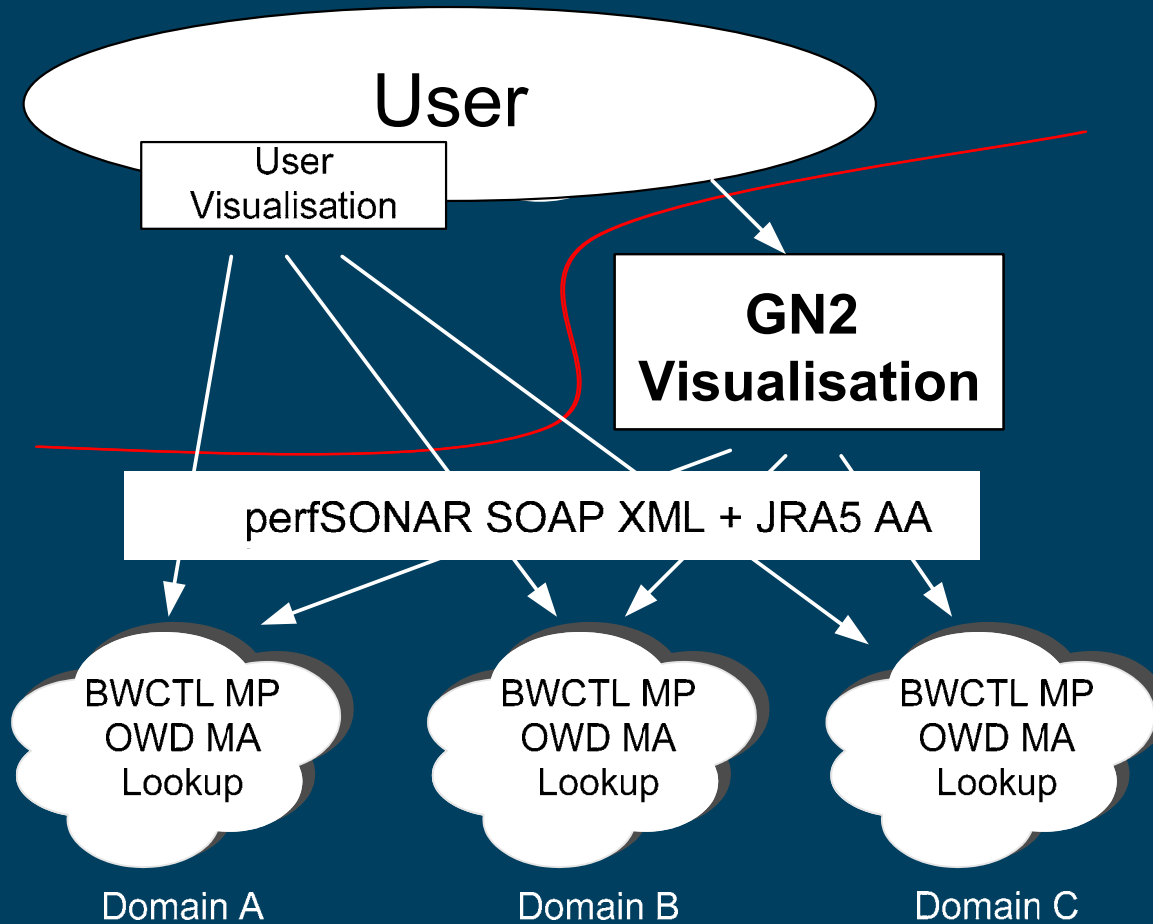 User
User
Visualisation
GN2
Visualisation
perfSONAR SOAP XML + JRA5 AA
BWCTL MP
OWD MA
Lookup
BWCTL MP
OWD MA
Lookup
BWCTL MP
OWD MA
Lookup
Domain A
Domain B
Domain C